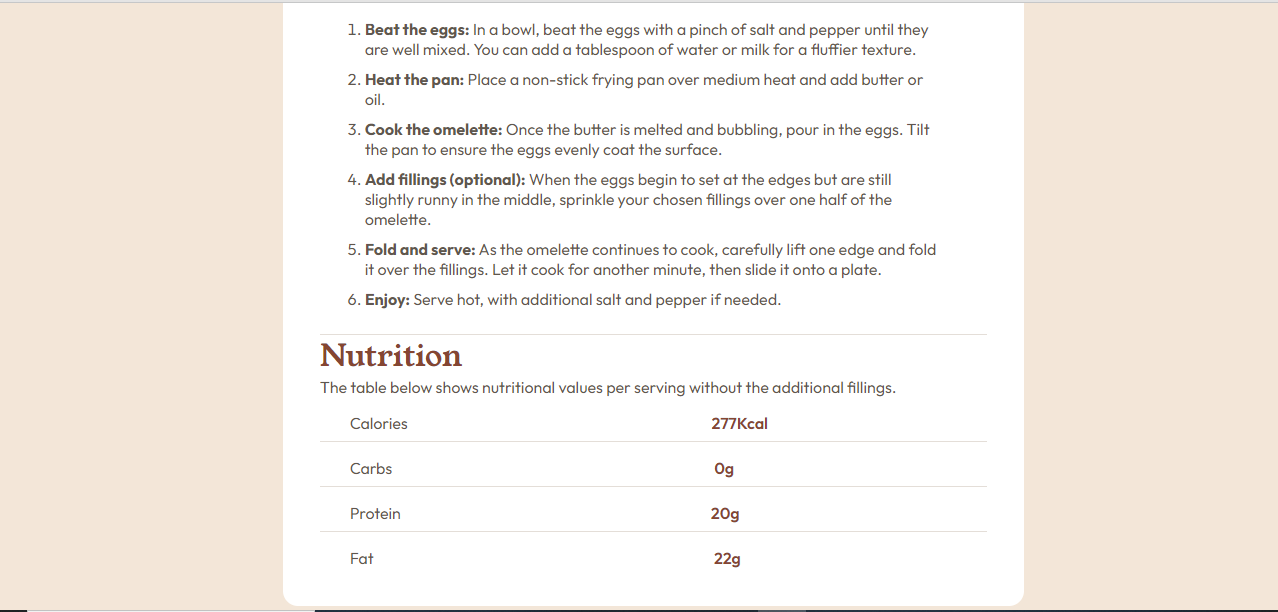 1. Beat the eggs: In a bowl, beat the eggs with a pinch of salt and pepper until they
are well mixed. You can add a tablespoon of water or milk for a fluffier texture.
2. Heat the pan: Place a non-stick frying pan over medium heat and add butter or
oil.
3. Cook the omelette: Once the butter is melted and bubbling, pour in the eggs. Tilt
the pan to ensure the eggs evenly coat the surface.
4. Add fillings (optional): When the eggs begin to set at the edges but are still
slightly runny in the middle, sprinkle your chosen fillings over one half of the
omelette.
5. Fold and serve: As the omelette continues to cook, carefully lift one edge and fold
it over the fillings. Let it cook for another minute, then slide it onto a plate.
6. Enjoy: Serve hot, with additional salt and pepper if needed.
Nutrition
The table below shows nutritional values per serving without the additional fillings.
Calories 277Kcal
Carbs 0g
Protein 20g
Fat 22g